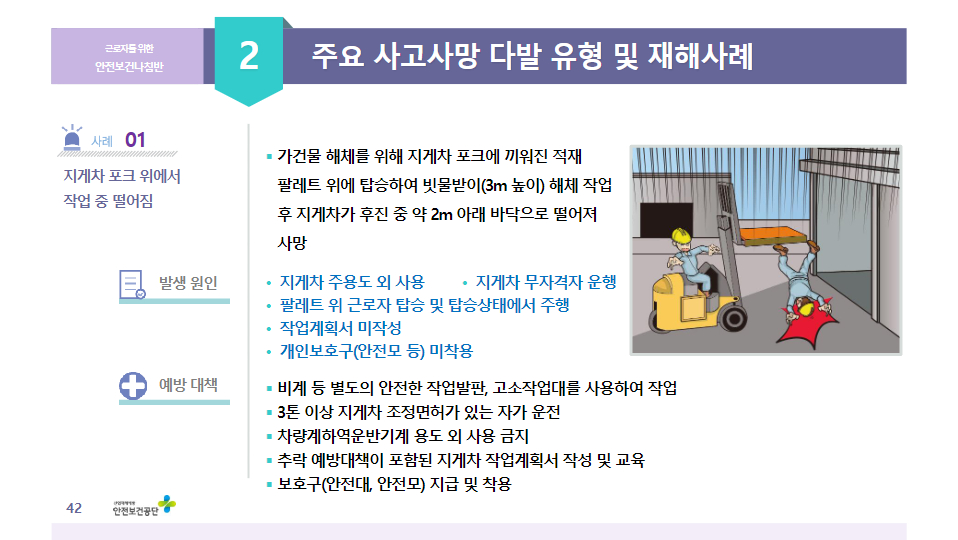 근로자를 위한
안전보건나침반
2
주요 사고사망 다발 유형 및 재해사례
사례 01
지게차 포크 위에서
작업 중 떨어짐
▪ 가건물 해체를 위해 지게차 포크에 끼워진 적재
팔레트 위에 탑승하여 빗물받이(3m 높이) 해체 작업
후 지게차가 후진 중 약 2m 아래 바닥으로 떨어져
사망
발생 원인
• 지게차 주용도 외 사용 • 지게차 무자격자 운행
• 팔레트 위 근로자 탑승 및 탑승상태에서 주행
• 작업계획서 미작성
• 개인보호구(안전모 등) 미착용
예방 대책
▪ 비계 등 별도의 안전한 작업발판, 고소작업대를 사용하여 작업
▪ 3톤 이상 지게차 조정면허가 있는 자가 운전
▪ 차량계하역운반기계 용도 외 사용 금지
▪ 추락 예방대책이 포함된 지게차 작업계획서 작성 및 교육
▪ 보호구(안전대, 안전모) 지급 및 착용
42
산업재해예방
안전보건공단